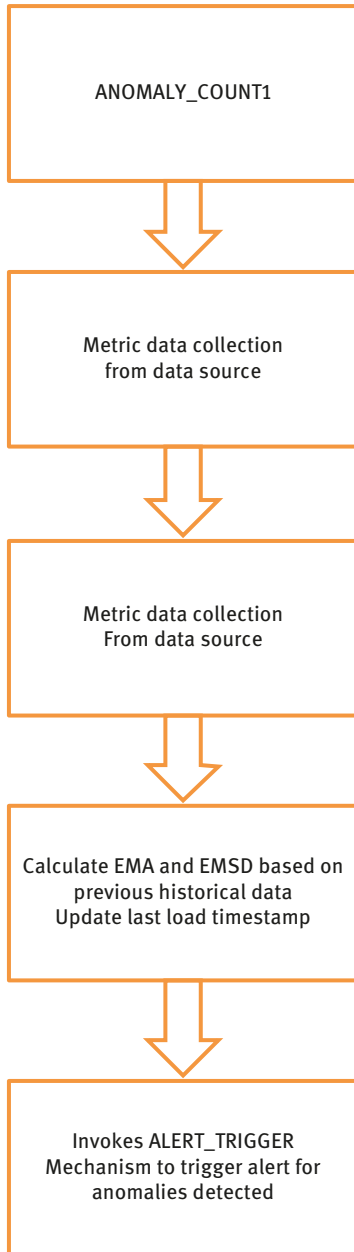 ANOMALY_COUNT1
Metric data collection
from data source
Metric data collection
From data source
Calculate EMA and EMSD based on
previous historical data
Update last load timestamp
Invokes ALERT_TRIGGER
Mechanism to trigger alert for
anomalies detected